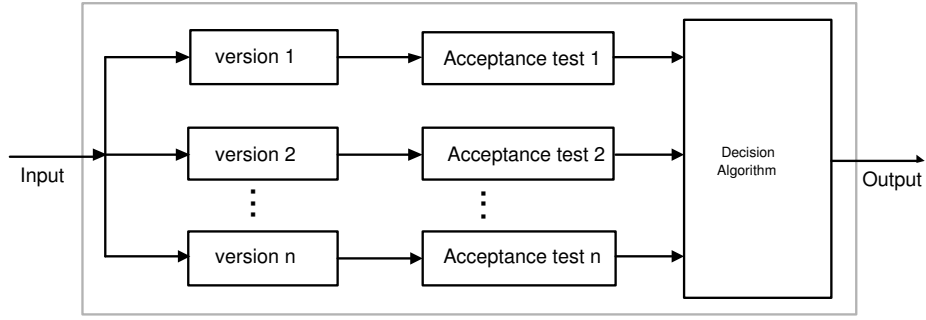 version 1
Acceptance test 1
version 2
Acceptance test 2
Decision
Algorithm
Input
Output
version n
Acceptance test n